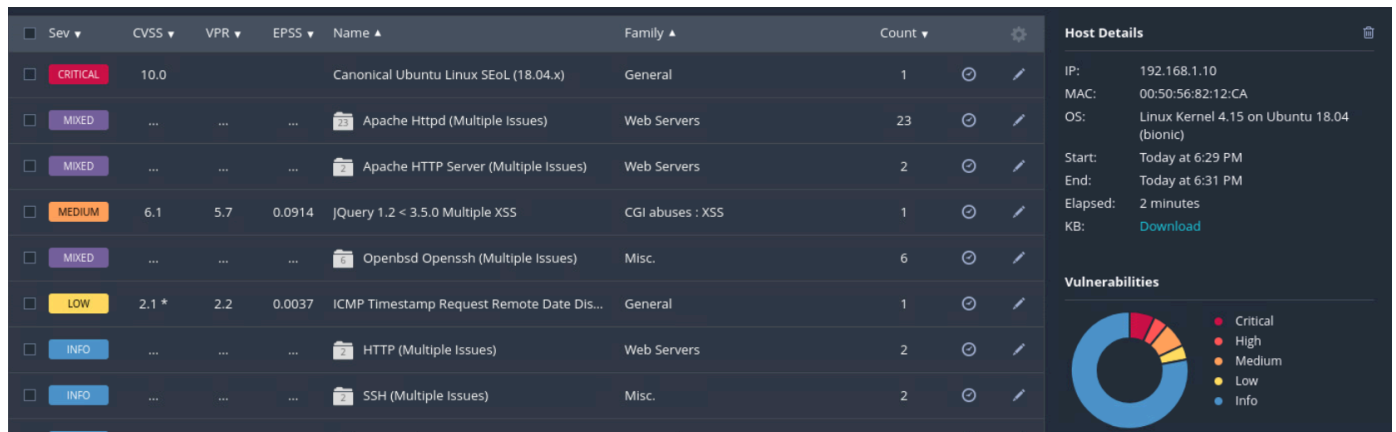 Sev CVSS VPR EPSS Name Family Count
CRITICAL 10.0 Canonical Ubuntu Linux SEoL (18.04.x) General 1
MIXED ... ... ... 23 Apache Httpd (Multiple Issues) Web Servers 23
MIXED ... ... ... 2 Apache HTTP Server (Multiple Issues) Web Servers 2
MEDIUM 6.1 5.7 0.0914 JQuery 1.2 < 3.5.0 Multiple XSS CGI abuses : XSS 1
MIXED ... ... ... 6 Openbsd Openssh (Multiple Issues) Misc. 6
LOW 2.1 * 2.2 0.0037 ICMP Timestamp Request Remote Date Dis... General 1
INFO ... ... ... 2 HTTP (Multiple Issues) Web Servers 2
INFO ... ... ... 2 SSH (Multiple Issues) Misc. 2
Host Details
IP: 192.168.1.10
MAC: 00:50:56:82:12:CA
OS: Linux Kernel 4.15 on Ubuntu 18.04
(bionic)
Start: Today at 6:29 PM
End: Today at 6:31 PM
Elapsed: 2 minutes
KB: Download
Vulnerabilities
Critical
High
Medium
Low
Info